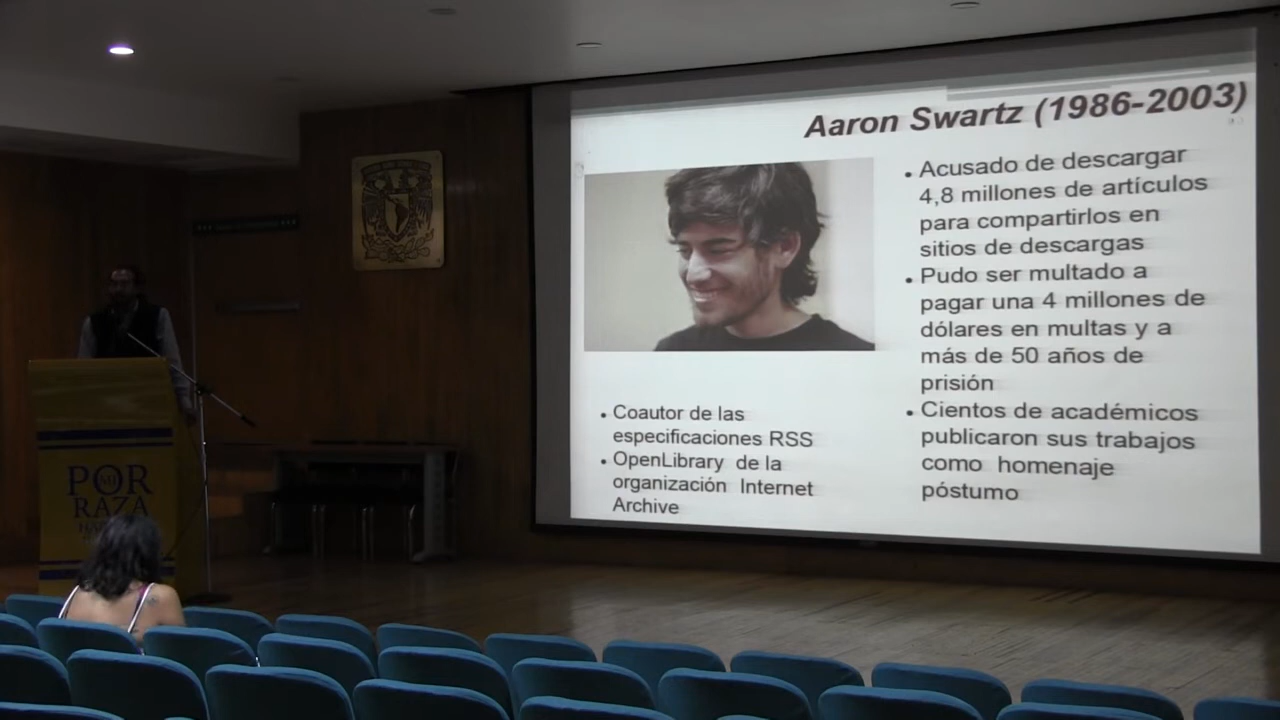 Aaron Swartz (1986-2003)
Acusado de descargar
4,8 millones de artículos
para compartirlos en
sitios de descargas
Pudo ser multado a
pagar una 4 millones de
dólares en multas y a
más de 50 años de
prisión
Cientos de académicos
publicaron sus trabajos
como homenaje
póstumo
Coautor de las
especificaciones RSS
OpenLibrary de la
organización Internet
Archive
POR
MI
RAZA